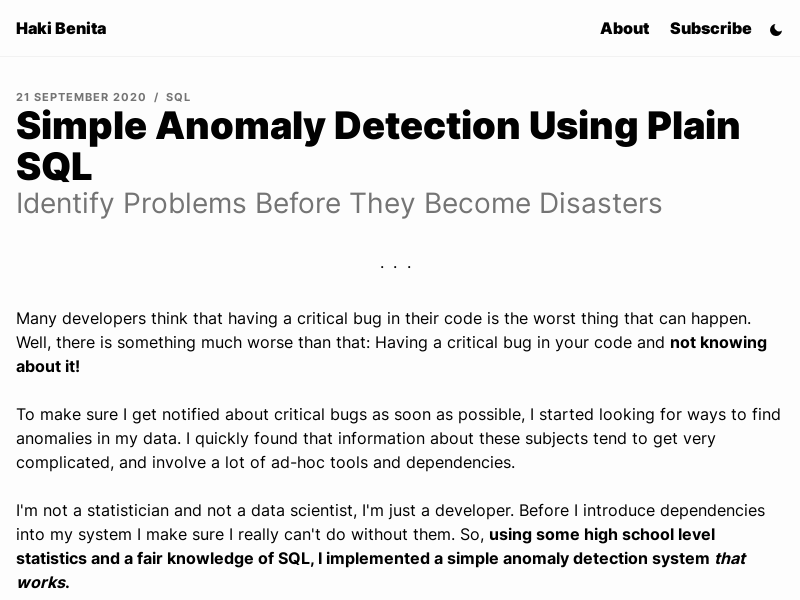 Haki Benita
About Subscribe
21 SEPTEMBER 2020 / SQL
Simple Anomaly Detection Using Plain
SQL
Identify Problems Before They Become Disasters
. . .
Many developers think that having a critical bug in their code is the worst thing that can happen.
Well, there is something much worse than that: Having a critical bug in your code and not knowing
about it!
To make sure I get notified about critical bugs as soon as possible, I started looking for ways to find
anomalies in my data. I quickly found that information about these subjects tend to get very
complicated, and involve a lot of ad-hoc tools and dependencies.
I'm not a statistician and not a data scientist, I'm just a developer. Before I introduce dependencies
into my system I make sure I really can't do without them. So, using some high school level
statistics and a fair knowledge of SQL, I implemented a simple anomaly detection system that
works.